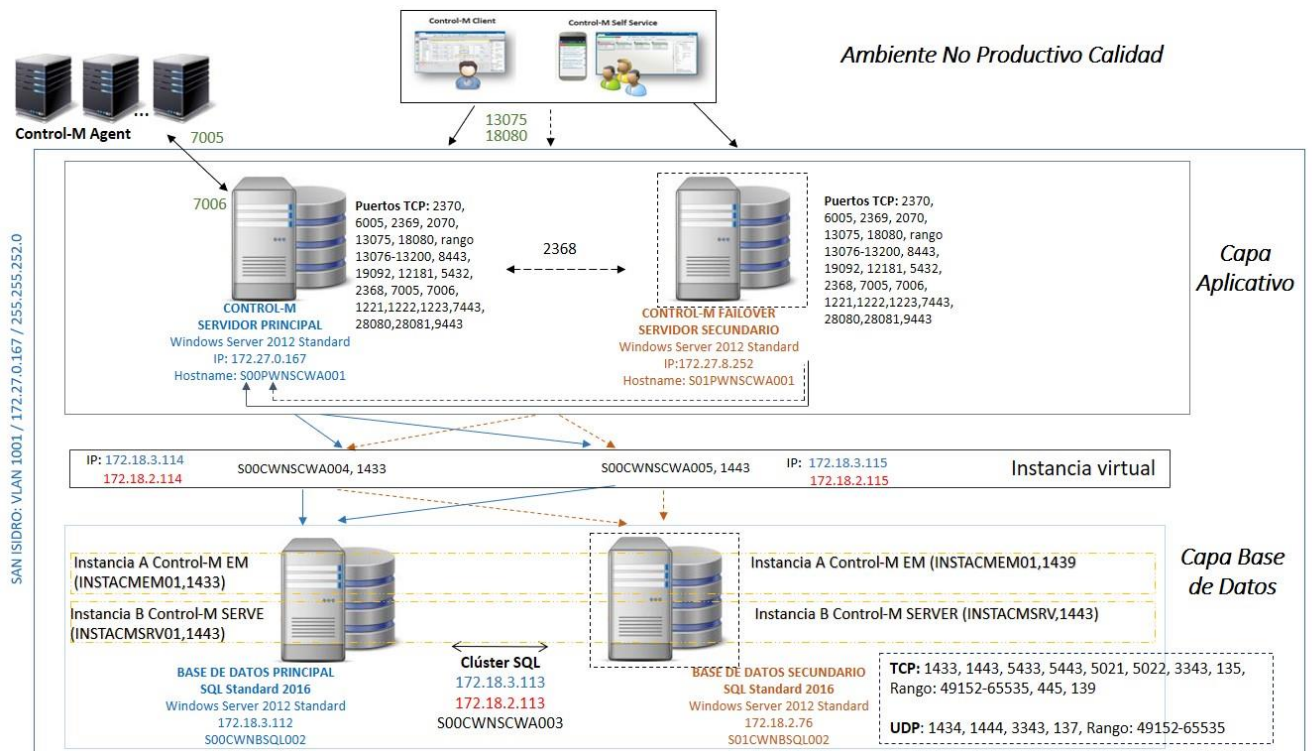 Control-M Client
Control-M Self Service
Ambiente No Productivo Calidad
...
Control-M Agent
7005
13075
18080
7006
Puertos TCP: 2370,
6005, 2369, 2070,
13075, 18080, rango
13076-13200, 8443,
19092, 12181, 5432,
2368, 7005, 7006,
1221,1222,1223,7443,
28080,28081,9443
2368
Puertos TCP: 2370,
6005, 2369, 2070,
13075, 18080, rango
13076-13200, 8443,
19092, 12181, 5432,
2368, 7005, 7006,
1221,1222,1223,7443,
28080,28081,9443
Capa
Aplicativo
CONTROL-M
SERVIDOR PRINCIPAL
Windows Server 2012 Standard
IP: 172.27.0.167
Hostname: S00PWNSCWA001
CONTROL-M FAILOVER
SERVIDOR SECUNDARIO
Windows Server 2012 Standard
IP:172.27.8.252
Hostname: S01PWNSCWA001
SAN ISIDRO: VLAN 1001 / 172.27.0.167 / 255.255.252.0
IP: 172.18.3.114
172.18.2.114
S00CWNSCWA004, 1433
S00CWNSCWA005, 1443
IP: 172.18.3.115
172.18.2.115
Instancia virtual
Instancia A Control-M EM
(INSTACMEM01,1433)
Instancia A Control-M EM (INSTACMEM01,1439
Capa Base
de Datos
Instancia B Control-M SERVE
(INSTACMSRV01,1443)
Instancia B Control-M SERVER (INSTACMSRV,1443)
Clúster SQL
172.18.3.113
172.18.2.113
S00CWNSCWA003
BASE DE DATOS PRINCIPAL
SQL Standard 2016
Windows Server 2012 Standard
172.18.3.112
S00CWNBSQL002
BASE DE DATOS SECUNDARIO
SQL Standard 2016
Windows Server 2012 Standard
172.18.2.76
S01CWNBSQL002
TCP: 1433, 1443, 5433, 5443, 5021, 5022, 3343, 135,
Rango: 49152-65535, 445, 139
UDP: 1434, 1444, 3343, 137, Rango: 49152-65535